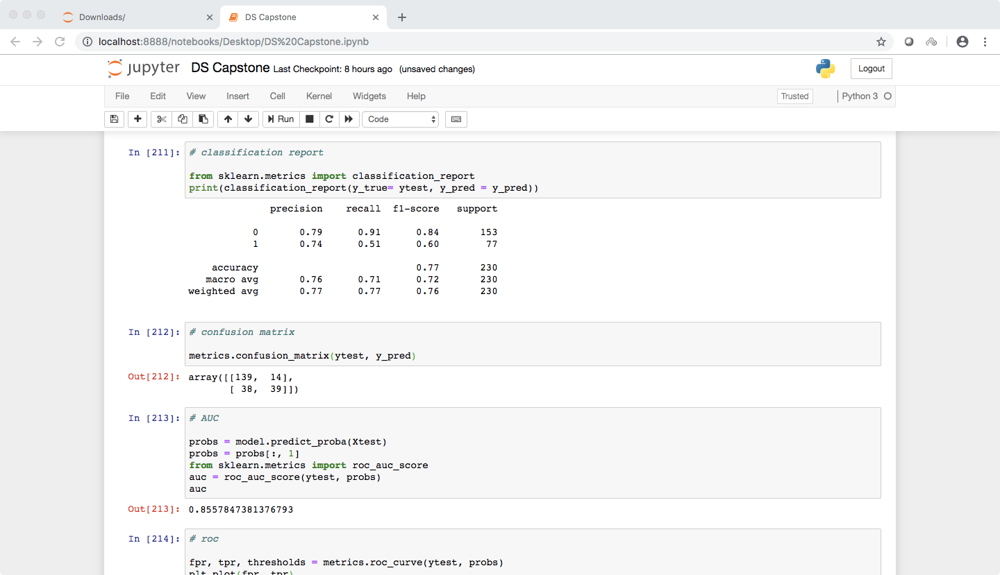 Downloads/
DS Capstone
localhost:8888/notebooks/Desktop/DS%20Capstone.ipynb
jupyter DS Capstone Last Checkpoint: 8 hours ago (unsaved changes) Logout
File Edit View Insert Cell Kernel Widgets Help Trusted Python 3
Run Code
In [211]: # classification report
from sklearn.metrics import classification_report
print(classification_report(y_true= ytest, y_pred = y_pred))
precision recall f1-score support
0 0.79 0.91 0.84 153
1 0.74 0.51 0.60 77
accuracy 0.77 230
macro avg 0.76 0.71 0.72 230
weighted avg 0.77 0.77 0.76 230
In [212]: # confusion matrix
metrics.confusion_matrix(ytest, y_pred)
Out[212]: array([[139, 14],
[ 38, 39]])
In [213]: # AUC
probs = model.predict_proba(Xtest)
probs = probs[:, 1]
from sklearn.metrics import roc_auc_score
auc = roc_auc_score(ytest, probs)
auc
Out[213]: 0.8557847381376793
In [214]: # roc
fpr, tpr, thresholds = metrics.roc_curve(ytest, probs)
plt.plot(fpr, tpr)